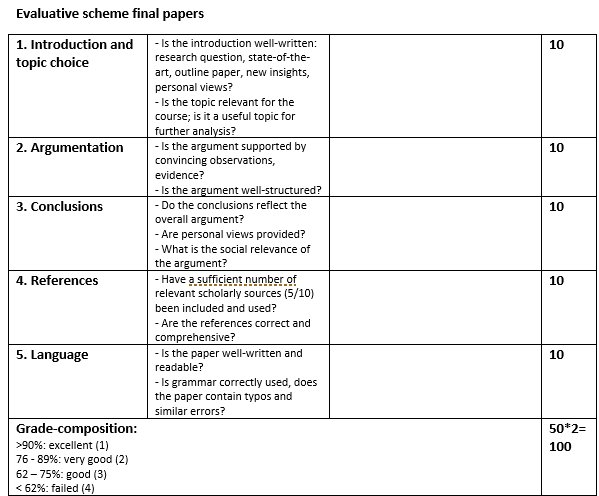 Evaluative scheme final papers
1. Introduction and
topic choice
- Is the introduction well-written:
research question, state-of-the-
art, outline paper, new insights,
personal views?
- Is the topic relevant for the
course; is it a useful topic for
further analysis?
10
2. Argumentation
- Is the argument supported by
convincing observations,
evidence?
- Is the argument well-structured?
10
3. Conclusions
- Do the conclusions reflect the
overall argument?
- Are personal views provided?
- What is the social relevance of
the argument?
10
4. References
- Have a sufficient number of
relevant scholarly sources (5/10)
been included and used?
- Are the references correct and
comprehensive?
10
5. Language
- Is the paper well-written and
readable?
- Is grammar correctly used, does
the paper contain typos and
similar errors?
10
Grade-composition:
>90%: excellent (1)
76 - 89%: very good (2)
62 – 75%: good (3)
< 62%: failed (4)
50*2=
100